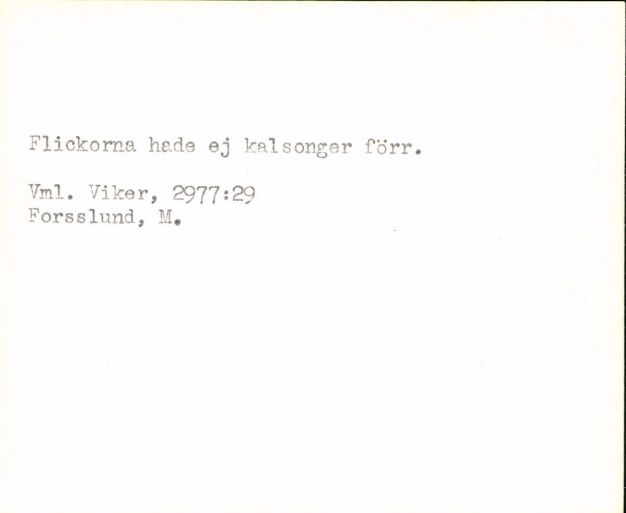 Flickorna hade ej kalsonger förr.
Vml. Viker, 2977:29
Forsslund, M.